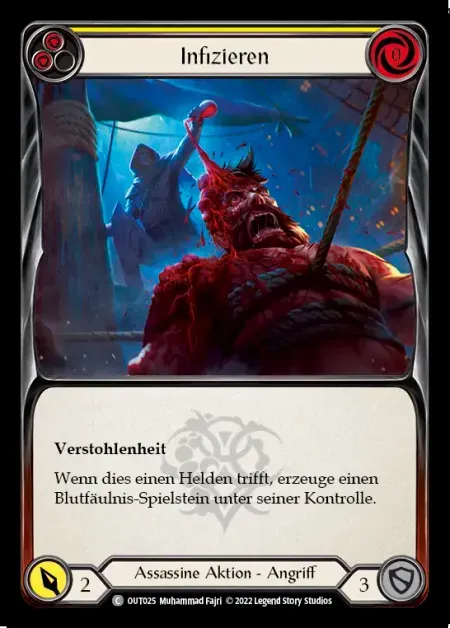 Infizieren
0
Verstohlenheit
Wenn dies einen Helden trifft, erzeuge einen
Blutfäulnis-Spielstein unter seiner Kontrolle.
2
Assassine Aktion - Angriff
3
C OUT025 Muhammad Fajri © 2022 Legend Story Studios